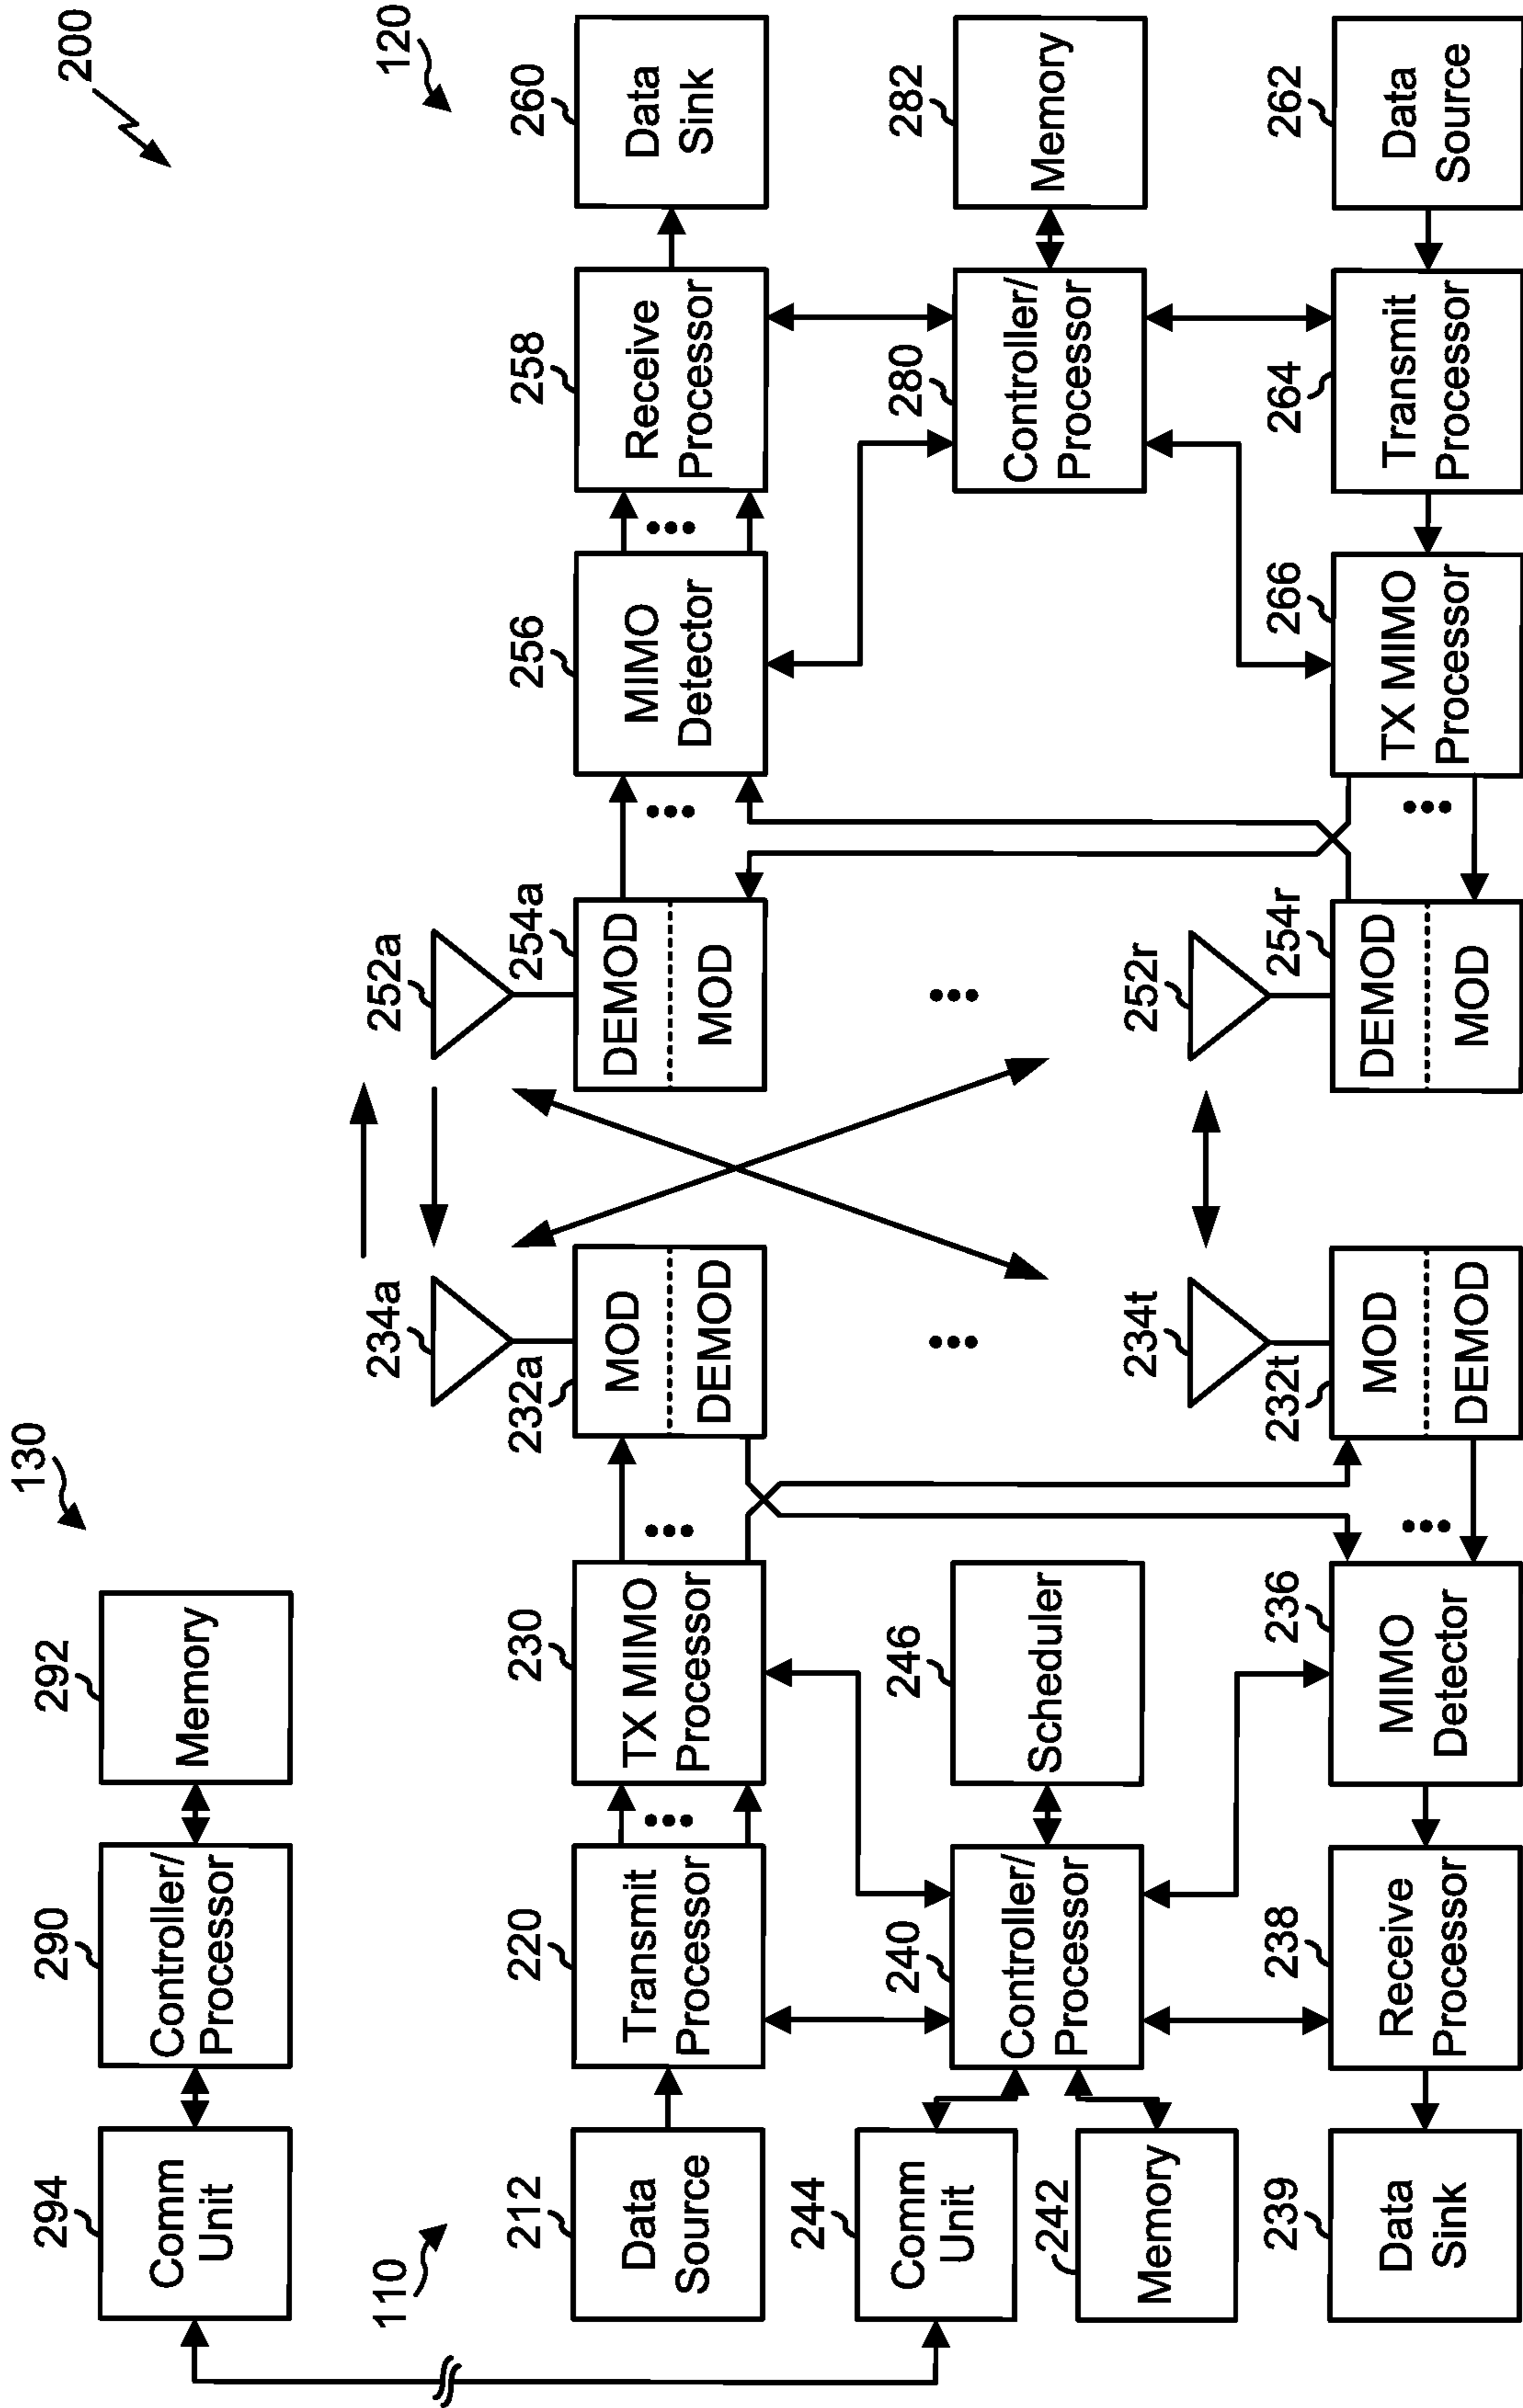 200
130
294
290
292
Comm
Unit
Controller/
Processor
Memory
110
120
212
220
230
232a
234a
252a
254a
256
258
260
Data
Source
Transmit
Processor
TX MIMO
Processor
MOD
DEMOD
DEMOD
MOD
MIMO
Detector
Receive
Processor
Data
Sink
244
240
246
280
282
Comm
Unit
242
Memory
Controller/
Processor
Scheduler
Controller/
Processor
Memory
239
238
236
232t
234t
252r
254r
266
264
262
Data
Sink
Receive
Processor
MIMO
Detector
MOD
DEMOD
DEMOD
MOD
TX MIMO
Processor
Transmit
Processor
Data
Source